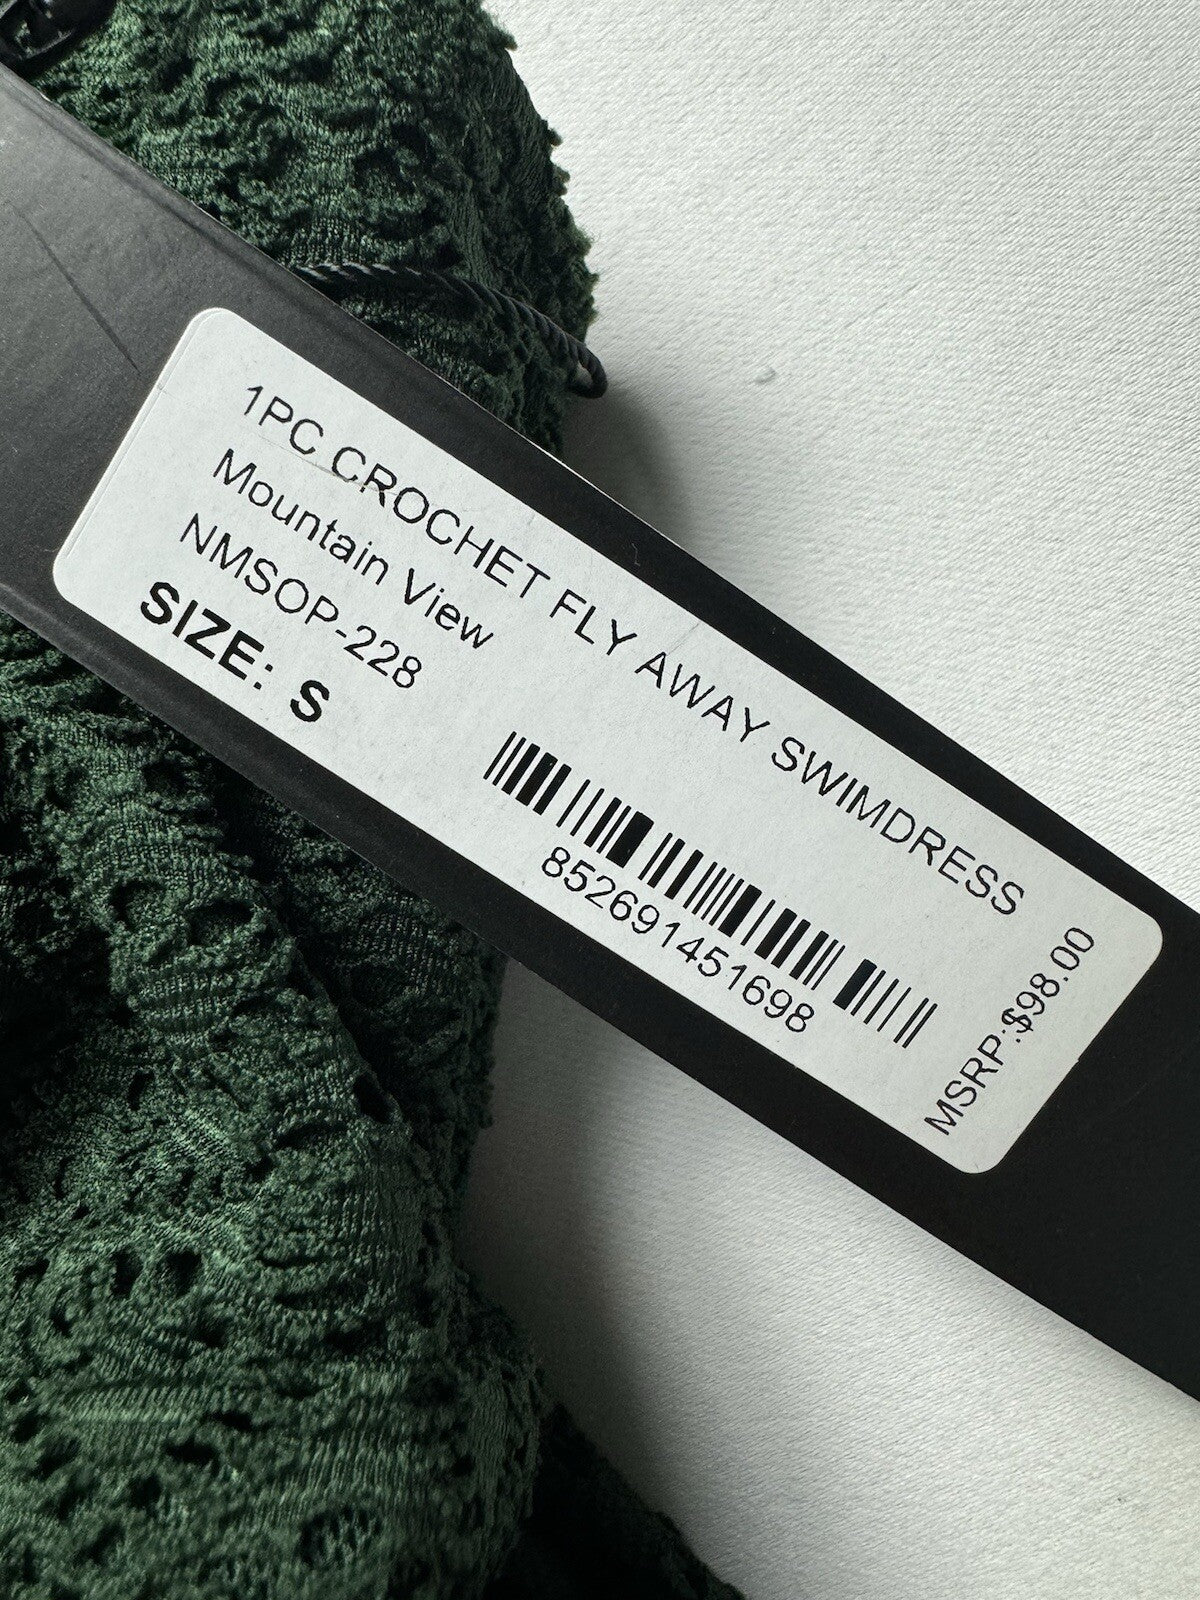 1PC CROCHET FLY AWAY SWIMDRESS
Mountain View
NMSOP-228
SIZE: S
852691451698
MSRP:$98.00